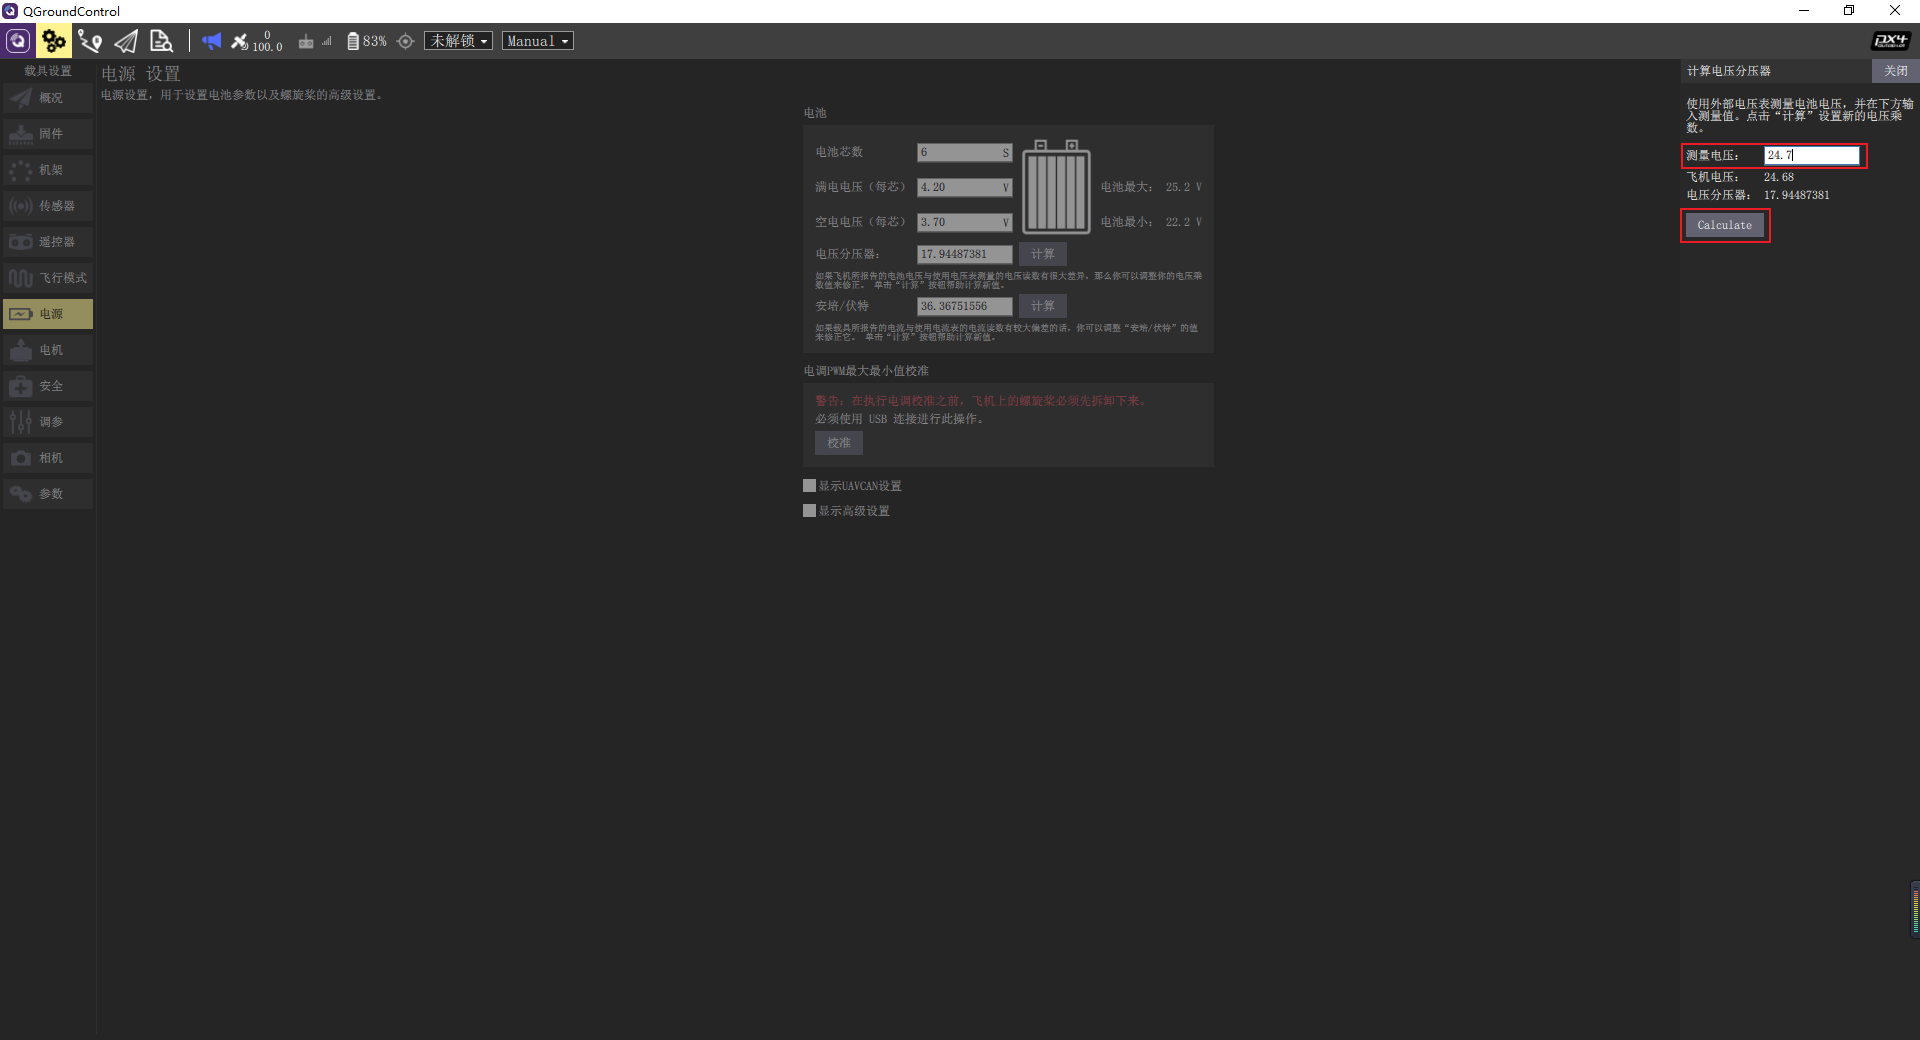 QGroundControl
0
100.0
83%
未解锁
Manual
PX4
载具设置
概况
固件
机架
传感器
遥控器
飞行模式
电源
电机
安全
调参
相机
参数
电源 设置
电源设置，用于设置电池参数以及螺旋桨的高级设置。
电池
电池芯数 6 S
满电电压（每芯） 4.20 V 电池最大： 25.2 V
空电电压（每芯） 3.70 V 电池最小： 22.2 V
电压分压器： 17.94487381 计算
如果飞机所报告的电池电压与使用电压表测量的电压读数有很大差异，那么你可以调整你的电压乘
数值来修正。 单击“计算”按钮帮助计算新值。
安培/伏特 36.36751556 计算
如果载具所报告的电流与使用电流表的电流读数有较大偏差的话，你可以调整“安培/伏特”的值
来修正它。 单击“计算”按钮帮助计算新值。
电调PWM最大最小值校准
警告：在执行电调校准之前，飞机上的螺旋桨必须先拆卸下来。
必须使用 USB 连接进行此操作。
校准
显示UAVCAN设置
显示高级设置
计算电压分压器
关闭
使用外部电压表测量电池电压，并在下方输
入测量值。点击“计算”设置新的电压乘
数。
测量电压： 24.7
飞机电压： 24.68
电压分压器： 17.94487381
Calculate